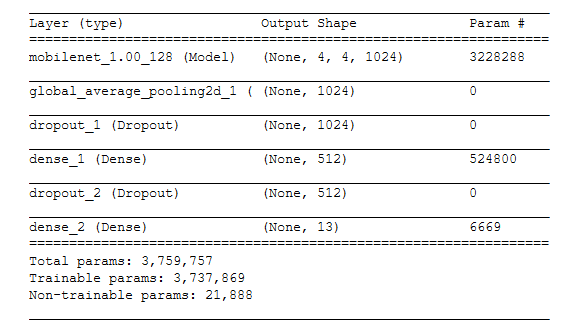 Layer (type) Output Shape Param #
mobilenet_1.00_128 (Model) (None, 4, 4, 1024) 3228288
global_average_pooling2d_1 ( (None, 1024) 0
dropout_1 (Dropout) (None, 1024) 0
dense_1 (Dense) (None, 512) 524800
dropout_2 (Dropout) (None, 512) 0
dense_2 (Dense) (None, 13) 6669
Total params: 3,759,757
Trainable params: 3,737,869
Non-trainable params: 21,888